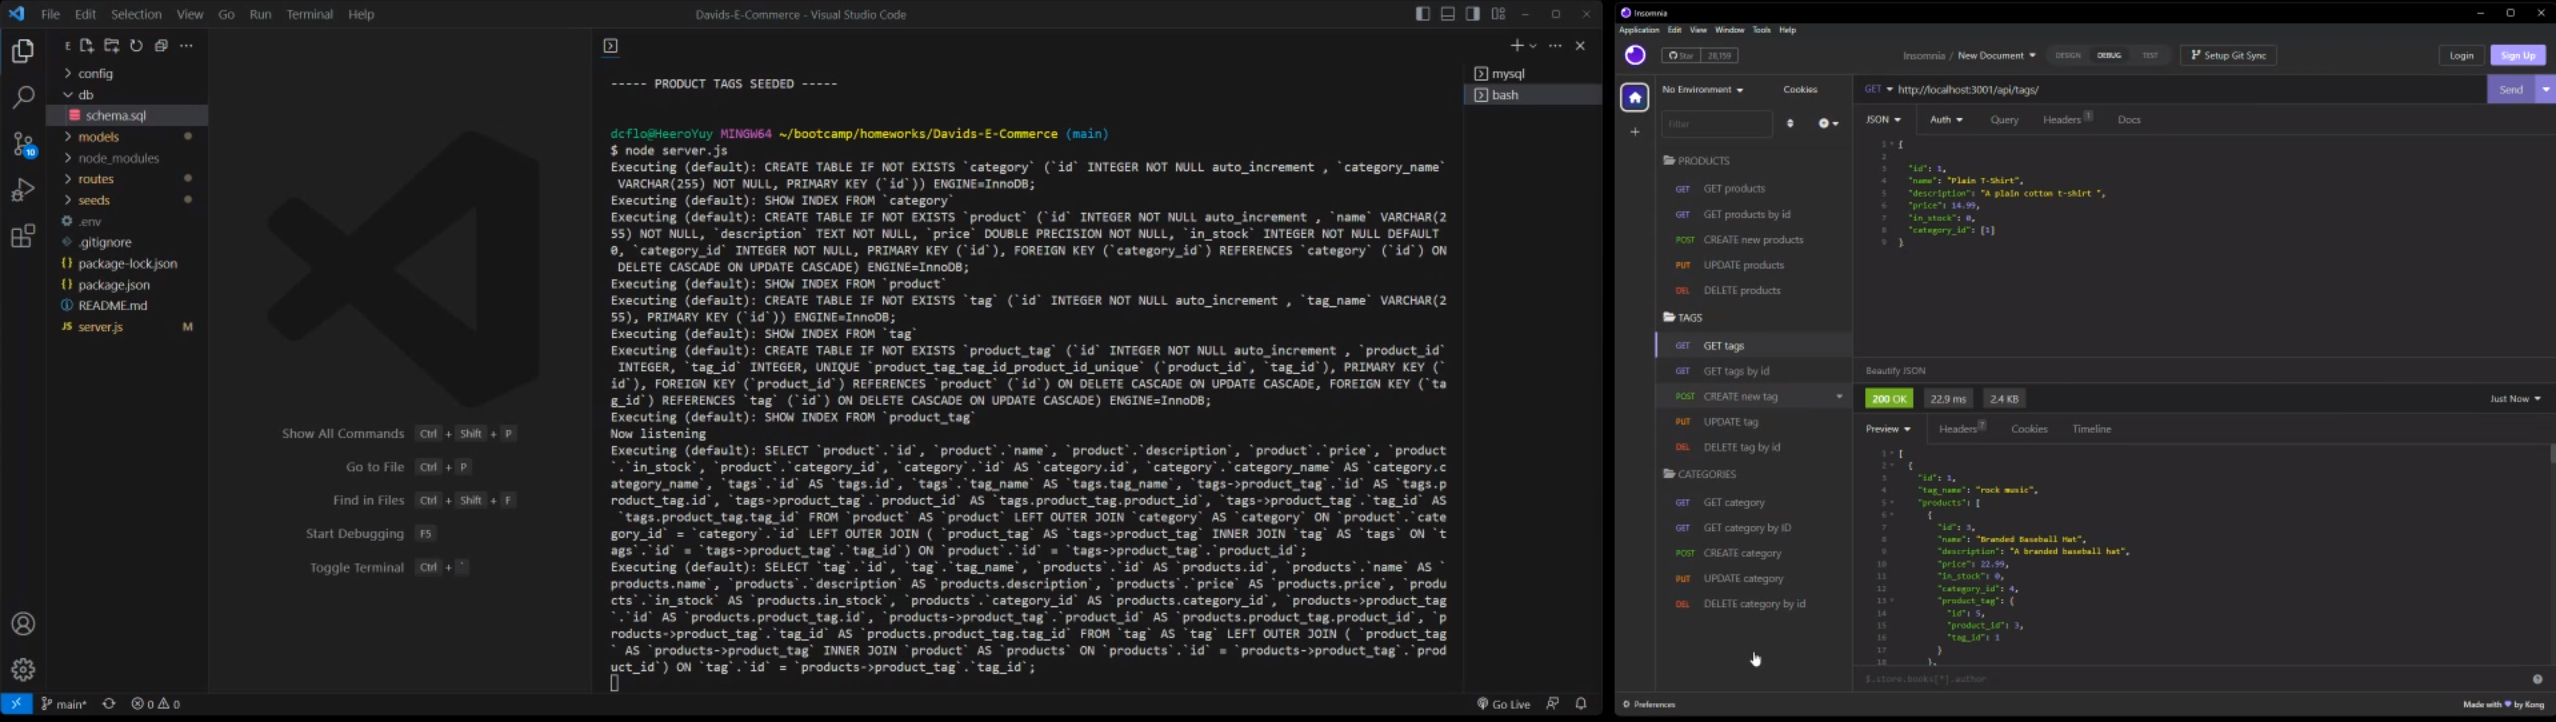 File Edit Selection View Go Run Terminal Help
Davids-E-Commerce - Visual Studio Code
E
config
db
schema.sql
models
node_modules
routes
seeds
.env
.gitignore
package-lock.json
package.json
README.md
JS server.js M
10
Show All Commands Ctrl + Shift + P
Go to File Ctrl + P
Find in Files Ctrl + Shift + F
Start Debugging F5
Toggle Terminal Ctrl + `
----- PRODUCT TAGS SEEDED -----
dcflo@HeeroYuy MINGW64 ~/bootcamp/homeworks/Davids-E-Commerce (main)
$ node server.js
Executing (default): CREATE TABLE IF NOT EXISTS `category` (`id` INTEGER NOT NULL auto_increment , `category_name`
 VARCHAR(255) NOT NULL, PRIMARY KEY (`id`)) ENGINE=InnoDB;
Executing (default): SHOW INDEX FROM `category`
Executing (default): CREATE TABLE IF NOT EXISTS `product` (`id` INTEGER NOT NULL auto_increment , `name` VARCHAR(2
55) NOT NULL, `description` TEXT NOT NULL, `price` DOUBLE PRECISION NOT NULL, `in_stock` INTEGER NOT NULL DEFAULT
0, `category_id` INTEGER NOT NULL, PRIMARY KEY (`id`), FOREIGN KEY (`category_id`) REFERENCES `category` (`id`) ON
 DELETE CASCADE ON UPDATE CASCADE) ENGINE=InnoDB;
Executing (default): SHOW INDEX FROM `product`
Executing (default): CREATE TABLE IF NOT EXISTS `tag` (`id` INTEGER NOT NULL auto_increment , `tag_name` VARCHAR(2
55), PRIMARY KEY (`id`)) ENGINE=InnoDB;
Executing (default): SHOW INDEX FROM `tag`
Executing (default): CREATE TABLE IF NOT EXISTS `product_tag` (`id` INTEGER NOT NULL auto_increment , `product_id`
 INTEGER, `tag_id` INTEGER, UNIQUE `product_tag_tag_id_product_id_unique` (`product_id`, `tag_id`), PRIMARY KEY (`
id`), FOREIGN KEY (`product_id`) REFERENCES `product` (`id`) ON DELETE CASCADE ON UPDATE CASCADE, FOREIGN KEY (`ta
g_id`) REFERENCES `tag` (`id`) ON DELETE CASCADE ON UPDATE CASCADE) ENGINE=InnoDB;
Executing (default): SHOW INDEX FROM `product_tag`
Now listening
Executing (default): SELECT `product`.`id`, `product`.`name`, `product`.`description`, `product`.`price`, `product
`.`in_stock`, `product`.`category_id`, `category`.`id` AS `category.id`, `category`.`category_name` AS `category.c
ategory_name`, `tags`.`id` AS `tags.id`, `tags`.`tag_name` AS `tags.tag_name`, `tags->product_tag`.`id` AS `tags.p
roduct_tag.id`, `tags->product_tag`.`product_id` AS `tags.product_tag.product_id`, `tags->product_tag`.`tag_id` AS
 `tags.product_tag.tag_id` FROM `product` AS `product` LEFT OUTER JOIN `category` AS `category` ON `product`.`cate
gory_id` = `category`.`id` LEFT OUTER JOIN ( `product_tag` AS `tags->product_tag` INNER JOIN `tag` AS `tags` ON `t
ags`.`id` = `tags->product_tag`.`tag_id`) ON `product`.`id` = `tags->product_tag`.`product_id`;
Executing (default): SELECT `tag`.`id`, `tag`.`tag_name`, `products`.`id` AS `products.id`, `products`.`name` AS `
products.name`, `products`.`description` AS `products.description`, `products`.`price` AS `products.price`, `produ
cts`.`in_stock` AS `products.in_stock`, `products`.`category_id` AS `products.category_id`, `products->product_tag
`.`id` AS `products.product_tag.id`, `products->product_tag`.`product_id` AS `products.product_tag.product_id`, `p
roducts->product_tag`.`tag_id` AS `products.product_tag.tag_id` FROM `tag` AS `tag` LEFT OUTER JOIN ( `product_tag
` AS `products->product_tag` INNER JOIN `product` AS `products` ON `products`.`id` = `products->product_tag`.`prod
uct_id`) ON `tag`.`id` = `products->product_tag`.`tag_id`;
mysql
bash
main* 0 0
Go Live
Insomnia
Application Edit View Window Tools Help
Star 28,159
Insomnia / New Document
DESIGN DEBUG TEST
Setup Git Sync
Login Sign Up
No Environment Cookies
Filter
PRODUCTS
GET GET products
GET GET products by id
POST CREATE new products
PUT UPDATE products
DEL DELETE products
TAGS
GET GET tags
GET GET tags by id
POST CREATE new tag
PUT UPDATE tag
DEL DELETE tag by id
CATEGORIES
GET GET category
GET GET category by ID
POST CREATE category
PUT UPDATE category
DEL DELETE category by id
GET http://localhost:3001/api/tags/ Send
JSON Auth Query Headers 1 Docs
1 {
2
3 "id": 1,
4 "name": "Plain T-Shirt",
5 "description": "A plain cotton t-shirt ",
6 "price": 14.99,
7 "in_stock": 0,
8 "category_id": [1]
9 }
Beautify JSON
200 OK 22.9 ms 2.4 KB Just Now
Preview Headers 7 Cookies Timeline
1 [
2 {
3 "id": 1,
4 "tag_name": "rock music",
5 "products": [
6 {
7 "id": 3,
8 "name": "Branded Baseball Hat",
9 "description": "A branded baseball hat",
10 "price": 22.99,
11 "in_stock": 0,
12 "category_id": 4,
13 "product_tag": {
14 "id": 5,
15 "product_id": 3,
16 "tag_id": 1
17 }
18 },
$.store.books[*].author
Preferences
Made with ♥ by Kong